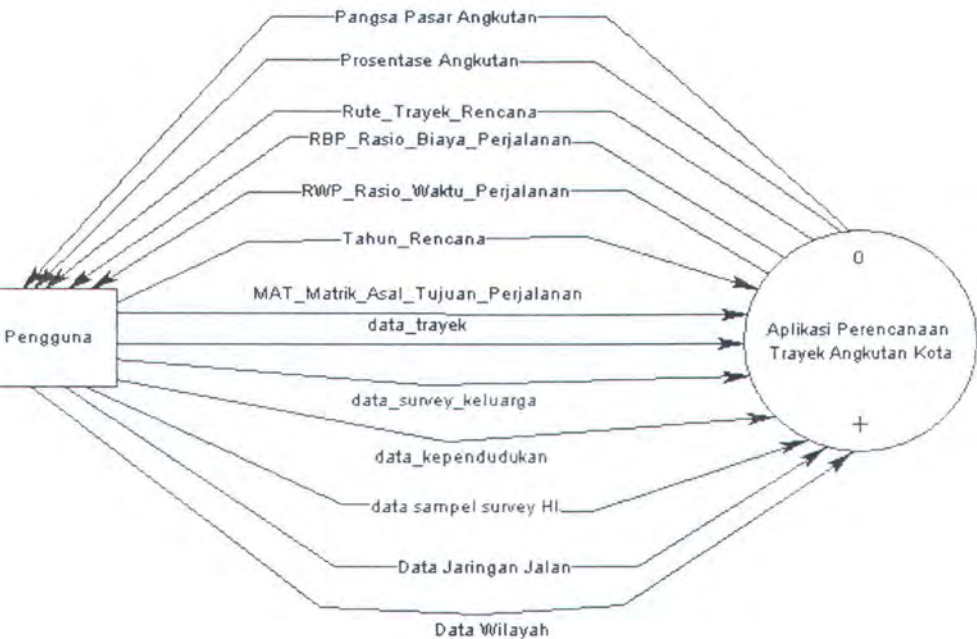 Pangsa Pasar Angkutan
Prosentase Angkutan
Rute_Trayek_Rencana
RBP_Rasio_Biaya_Perjalanan
RWP_Rasio_Waktu_Perjalanan
Tahun_Rencana
MAT_Matrik_Asal_Tujuan_Perjalanan
data_trayek
data_survey_keluarga
data_kependudukan
data sampel survey HI
Data Jaringan Jalan
Data Wilayah
Pengguna
0
Aplikasi Perencanaan
Trayek Angkutan Kota
+